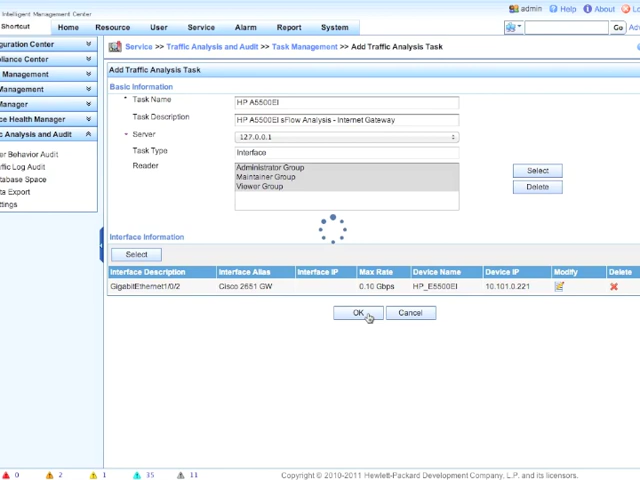 Intelligent Management Center
admin Help About
Shortcut Home Resource User Service Alarm Report System
Go
Service >> Traffic Analysis and Audit >> Task Management >> Add Traffic Analysis Task
guration Center
pliance Center
Management
Management
Manager
ice Health Manager
c Analysis and Audit
er Behavior Audit
affic Log Audit
tabase Space
ta Export
ttings
Add Traffic Analysis Task
Basic Information
* Task Name HP A5500EI
Task Description HP A5500EI sFlow Analysis - Internet Gateway
* Server 127.0.0.1
Task Type Interface
Reader Administrator Group
Maintainer Group
Viewer Group
Select
Delete
Interface Information
Select
Interface Description Interface Alias Interface IP Max Rate Device Name Device IP Modify Delete
GigabitEthernet1/0/2 Cisco 2651 GW 0.10 Gbps HP_E5500EI 10.101.0.221
OK Cancel
0 2 1 35 11 Copyright © 2010-2011 Hewlett-Packard Development Company, L.P. and its licensors.